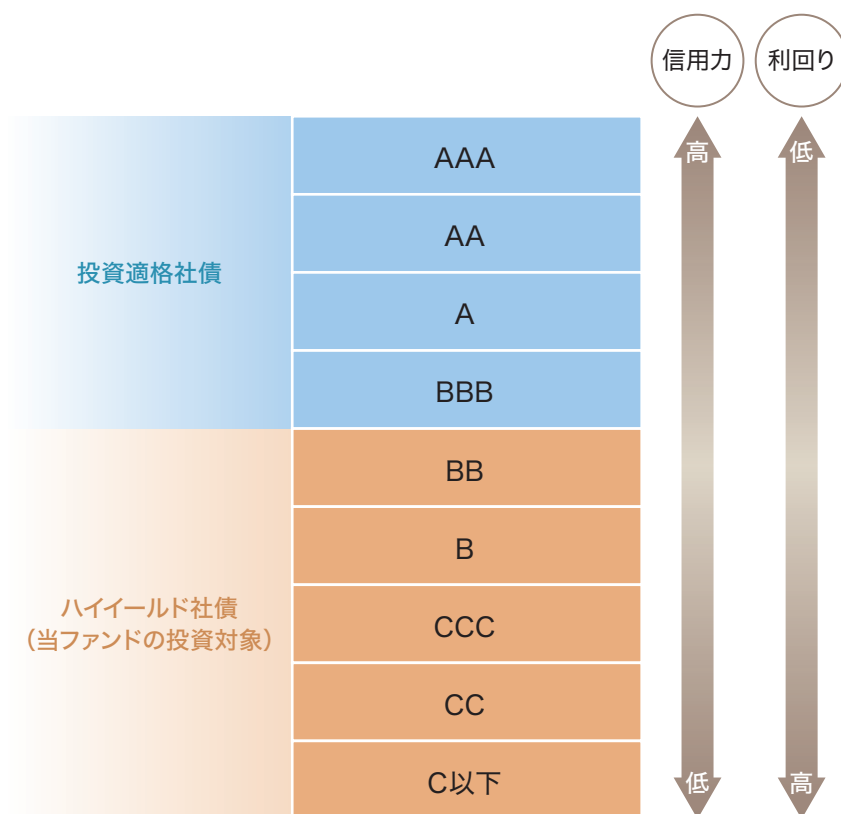 信用力
利回り
高
低
AAA
AA
投資適格社債
A
BBB
BB
B
ハイイールド社債
（当ファンドの投資対象）
CCC
CC
C以下
低
高